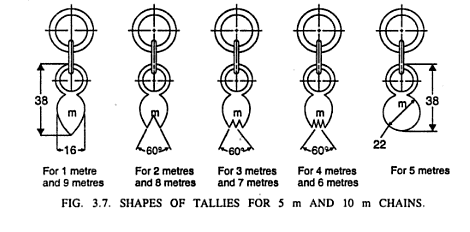 38
m
16
m
60°
m
60°
m
60°
m
38
22
For 1 metre
and 9 metres
For 2 metres
and 8 metres
For 3 metres
and 7 metres
For 4 metres
and 6 metres
For 5 metres
FIG. 3.7. SHAPES OF TALLIES FOR 5 m AND 10 m CHAINS.